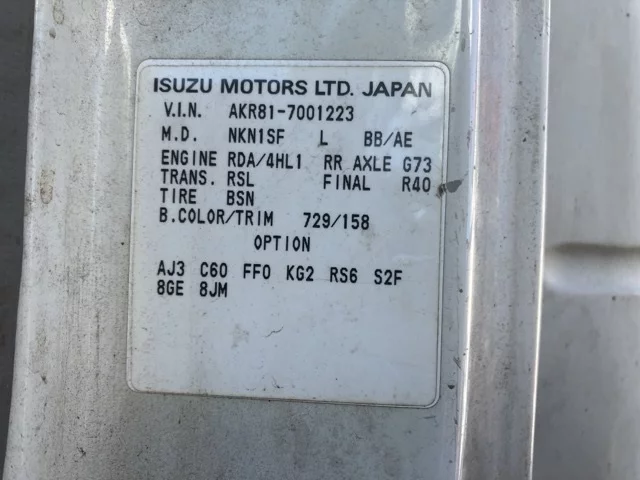 ISUZU MOTORS LTD. JAPAN
V.I.N. AKR81-7001223
M.D. NKN1SF L BB/AE
ENGINE RDA/4HL1 RR AXLE G73
TRANS. RSL FINAL R40
TIRE BSN
B.COLOR/TRIM 729/158
OPTION
AJ3 C60 FF0 KG2 RS6 S2F
8GE 8JM